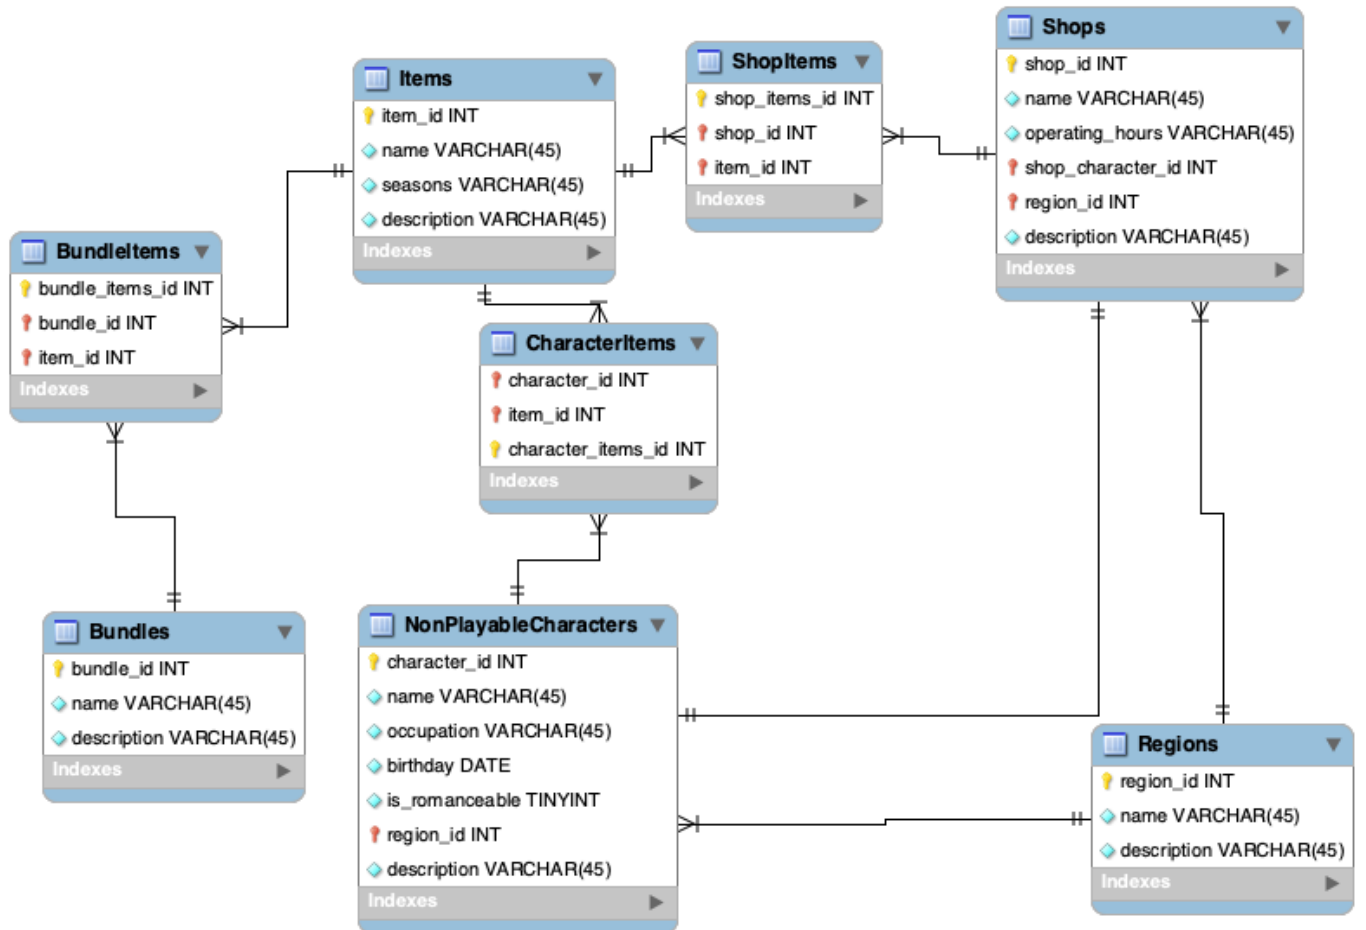 Items
item_id INT
name VARCHAR(45)
seasons VARCHAR(45)
description VARCHAR(45)
Indexes
ShopItems
shop_items_id INT
shop_id INT
item_id INT
Indexes
Shops
shop_id INT
name VARCHAR(45)
operating_hours VARCHAR(45)
shop_character_id INT
region_id INT
description VARCHAR(45)
Indexes
BundleItems
bundle_items_id INT
bundle_id INT
item_id INT
Indexes
CharacterItems
character_id INT
item_id INT
character_items_id INT
Indexes
Bundles
bundle_id INT
name VARCHAR(45)
description VARCHAR(45)
Indexes
NonPlayableCharacters
character_id INT
name VARCHAR(45)
occupation VARCHAR(45)
birthday DATE
is_romanceable TINYINT
region_id INT
description VARCHAR(45)
Indexes
Regions
region_id INT
name VARCHAR(45)
description VARCHAR(45)
Indexes